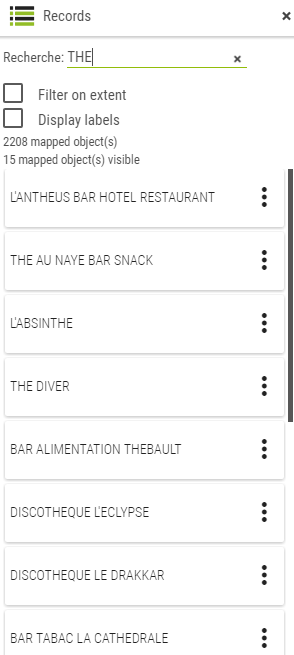 Records
Recherche: THE
Filter on extent
Display labels
2208 mapped object(s)
15 mapped object(s) visible
L'ANTHEUS BAR HOTEL RESTAURANT
THE AU NAYE BAR SNACK
L'ABSINTHE
THE DIVER
BAR ALIMENTATION THEBAULT
DISCOTHEQUE L'ECLYPSE
DISCOTHEQUE LE DRAKKAR
BAR TABAC LA CATHEDRALE